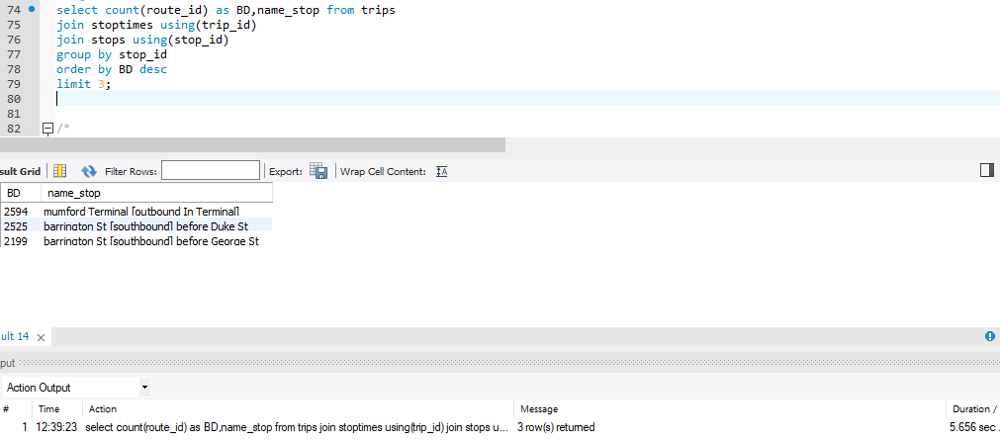 74 select count(route_id) as BD,name_stop from trips
75 join stoptimes using(trip_id)
76 join stops using(stop_id)
77 group by stop_id
78 order by BD desc
79 limit 3;
80
81
82 /*
sult Grid Filter Rows: Export: Wrap Cell Content: IA
BD name_stop
2594 mumford Terminal [outbound In Terminal]
2525 barrington St [southbound] before Duke St
2199 barrington St [southbound] before George St
ult 14
put
Action Output
# Time Action Message Duration /
1 12:39:23 select count(route_id) as BD,name_stop from trips join stoptimes using(trip_id) join stops u... 3 row(s) returned 5.656 sec